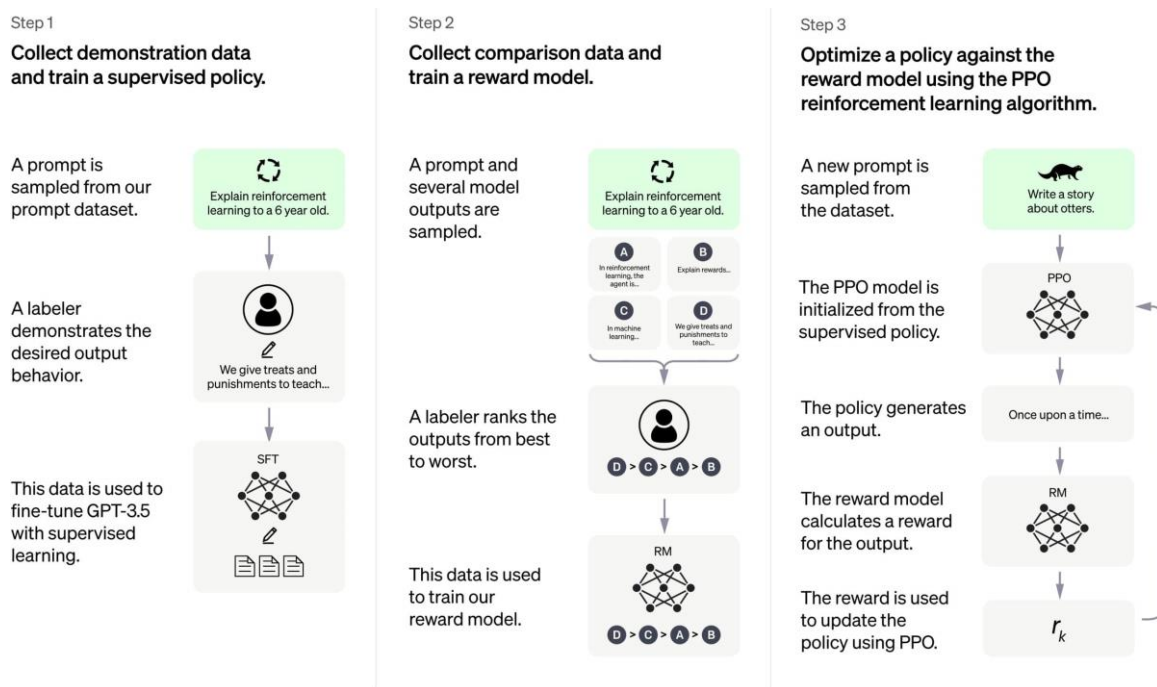 Step 1
Collect demonstration data
and train a supervised policy.
A prompt is
sampled from our
prompt dataset.
Explain reinforcement
learning to a 6 year old.
A labeler
demonstrates the
desired output
behavior.
We give treats and
punishments to teach...
This data is used to
fine-tune GPT-3.5
with supervised
learning.
SFT
Step 2
Collect comparison data and
train a reward model.
A prompt and
several model
outputs are
sampled.
Explain reinforcement
learning to a 6 year old.
A
In reinforcement
learning, the
agent is...
B
Explain rewards...
C
In machine
learning...
D
We give treats and
punishments to
teach...
A labeler ranks the
outputs from best
to worst.
D > C > A > B
This data is used
to train our
reward model.
RM
D > C > A > B
Step 3
Optimize a policy against the
reward model using the PPO
reinforcement learning algorithm.
A new prompt is
sampled from
the dataset.
Write a story
about otters.
The PPO model is
initialized from the
supervised policy.
PPO
The policy generates
an output.
Once upon a time...
The reward model
calculates a reward
for the output.
RM
The reward is used
to update the
policy using PPO.
rk